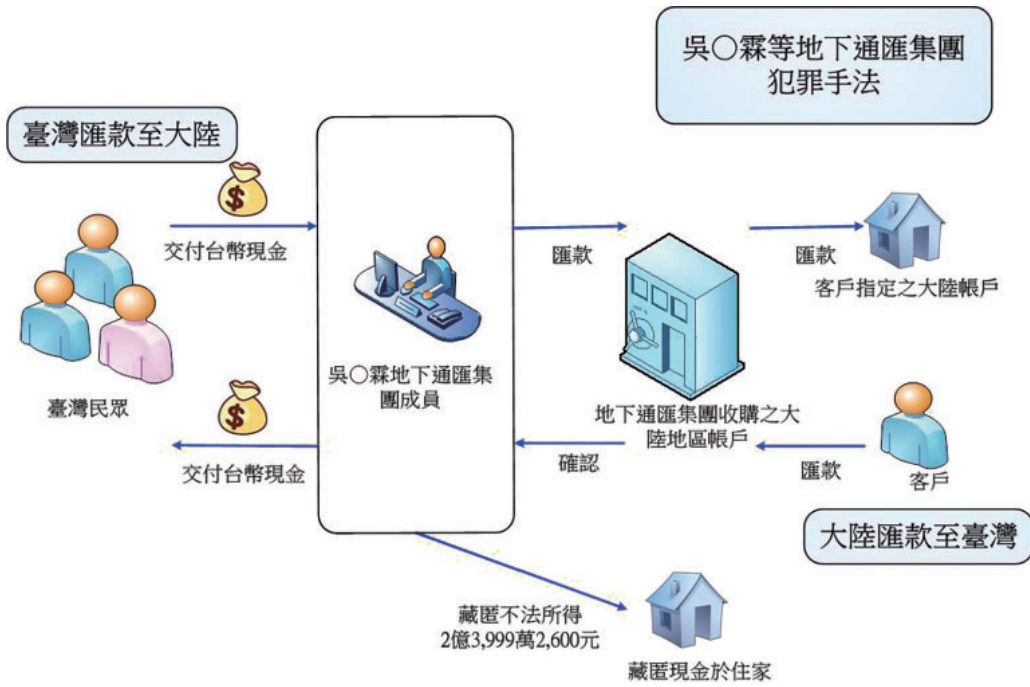 吳○霖等地下通匯集團
犯罪手法
臺灣匯款至大陸
交付台幣現金
匯款
匯款
客戶指定之大陸帳戶
臺灣民眾
吳○霖地下通匯集
團成員
地下通匯集團收購之大
陸地區帳戶
交付台幣現金
確認
匯款
客戶
大陸匯款至臺灣
藏匿不法所得
2億3,999萬2,600元
藏匿現金於住家